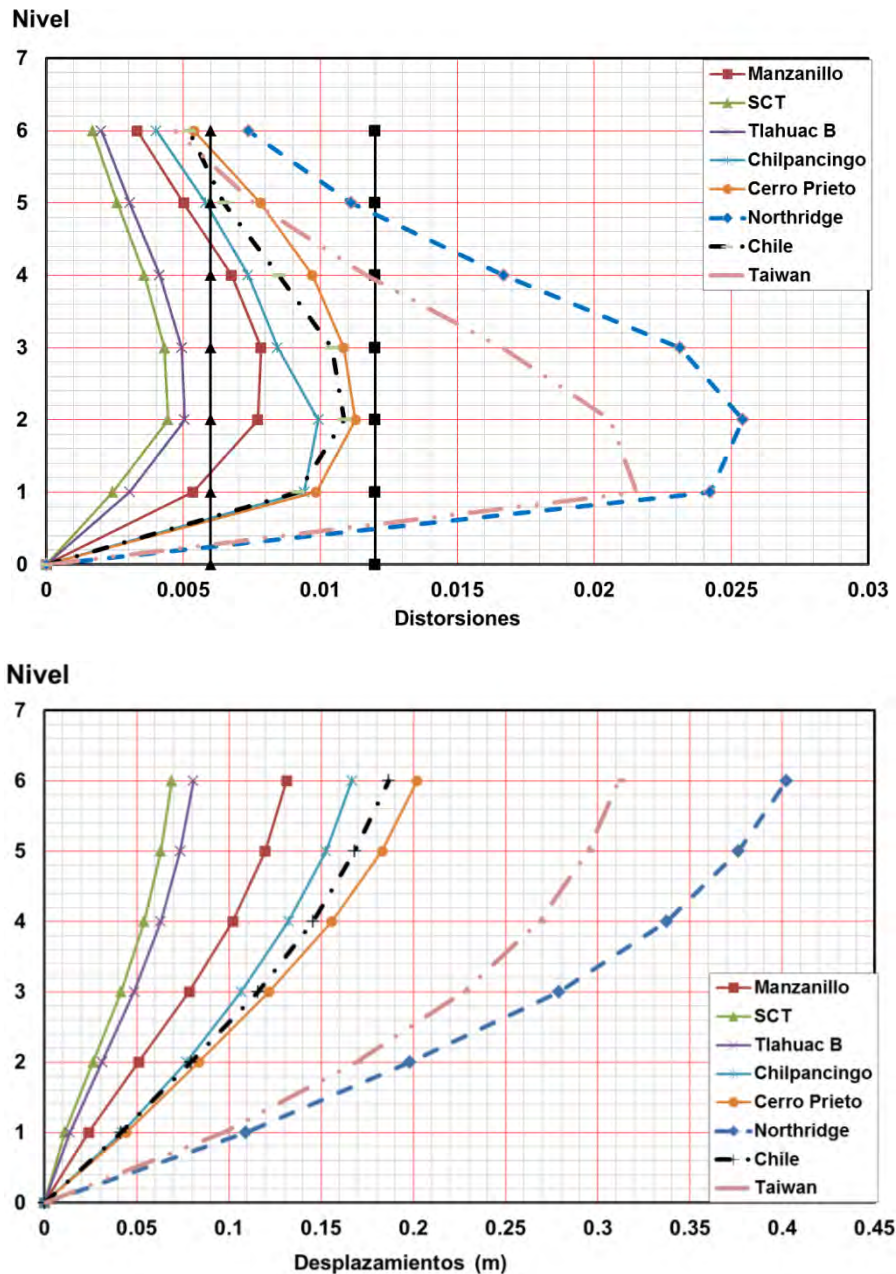 Nivel
7
6
5
4
3
2
1
0
0
0.005
0.01
0.015
0.02
0.025
0.03
Distorsiones
Manzanillo
SCT
Tlahuac B
Chilpancingo
Cerro Prieto
Northridge
Chile
Taiwan
Nivel
7
6
5
4
3
2
1
0
0
0.05
0.1
0.15
0.2
0.25
0.3
0.35
0.4
0.45
Desplazamientos (m)
Manzanillo
SCT
Tlahuac B
Chilpancingo
Cerro Prieto
Northridge
Chile
Taiwan